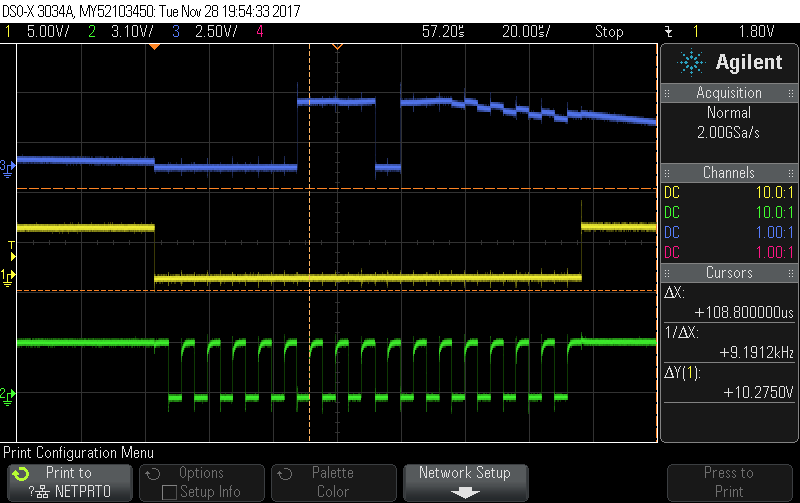 DSO-X 3034A, MY52103450: Tue Nov 28 19:54:33 2017
1 5.00V/ 2 3.10V/ 3 2.50V/ 4 57.20s 20.00s/ Stop 1 1.80V
Agilent
Acquisition
Normal
2.00GSa/s
Channels
DC 10.0:1
DC 10.0:1
DC 1.00:1
DC 1.00:1
Cursors
ΔX:
+108.800000us
1/ΔX:
+9.1912kHz
ΔY(1):
+10.2750V
3
T
1
2
Print Configuration Menu
Print to
? NETPRT0
Options
Setup Info
Palette
Color
Network Setup
Press to
Print